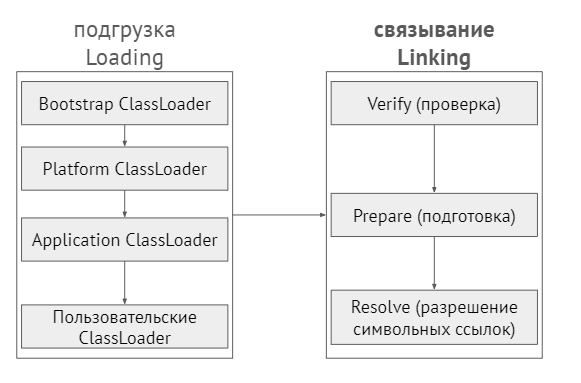 подгрузка
Loading
Bootstrap ClassLoader
Platform ClassLoader
Application ClassLoader
Пользовательские
ClassLoader
связывание
Linking
Verify (проверка)
Prepare (подготовка)
Resolve (разрешение
символьных ссылок)